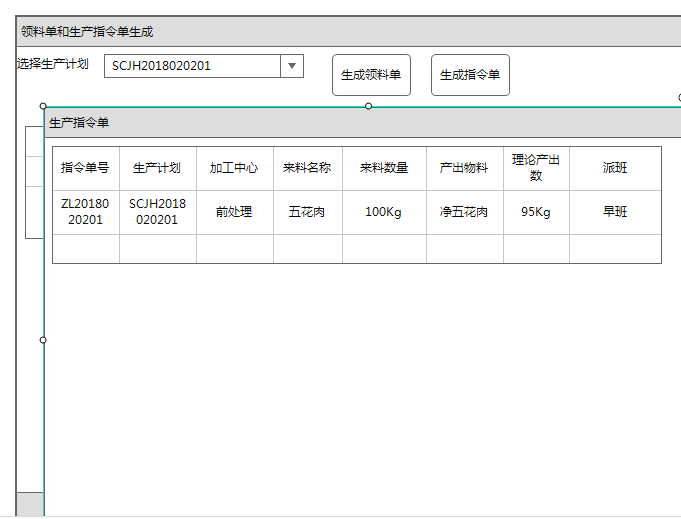 领料单和生产指令单生成
选择生产计划 SCJH2018020201 生成领料单 生成指令单
生产指令单
指令单号 生产计划 加工中心 来料名称 来料数量 产出物料 理论产出 派班
数
ZL20180 SCJH2018 前处理 五花肉 100Kg 净五花肉 95Kg 早班
20201 020201